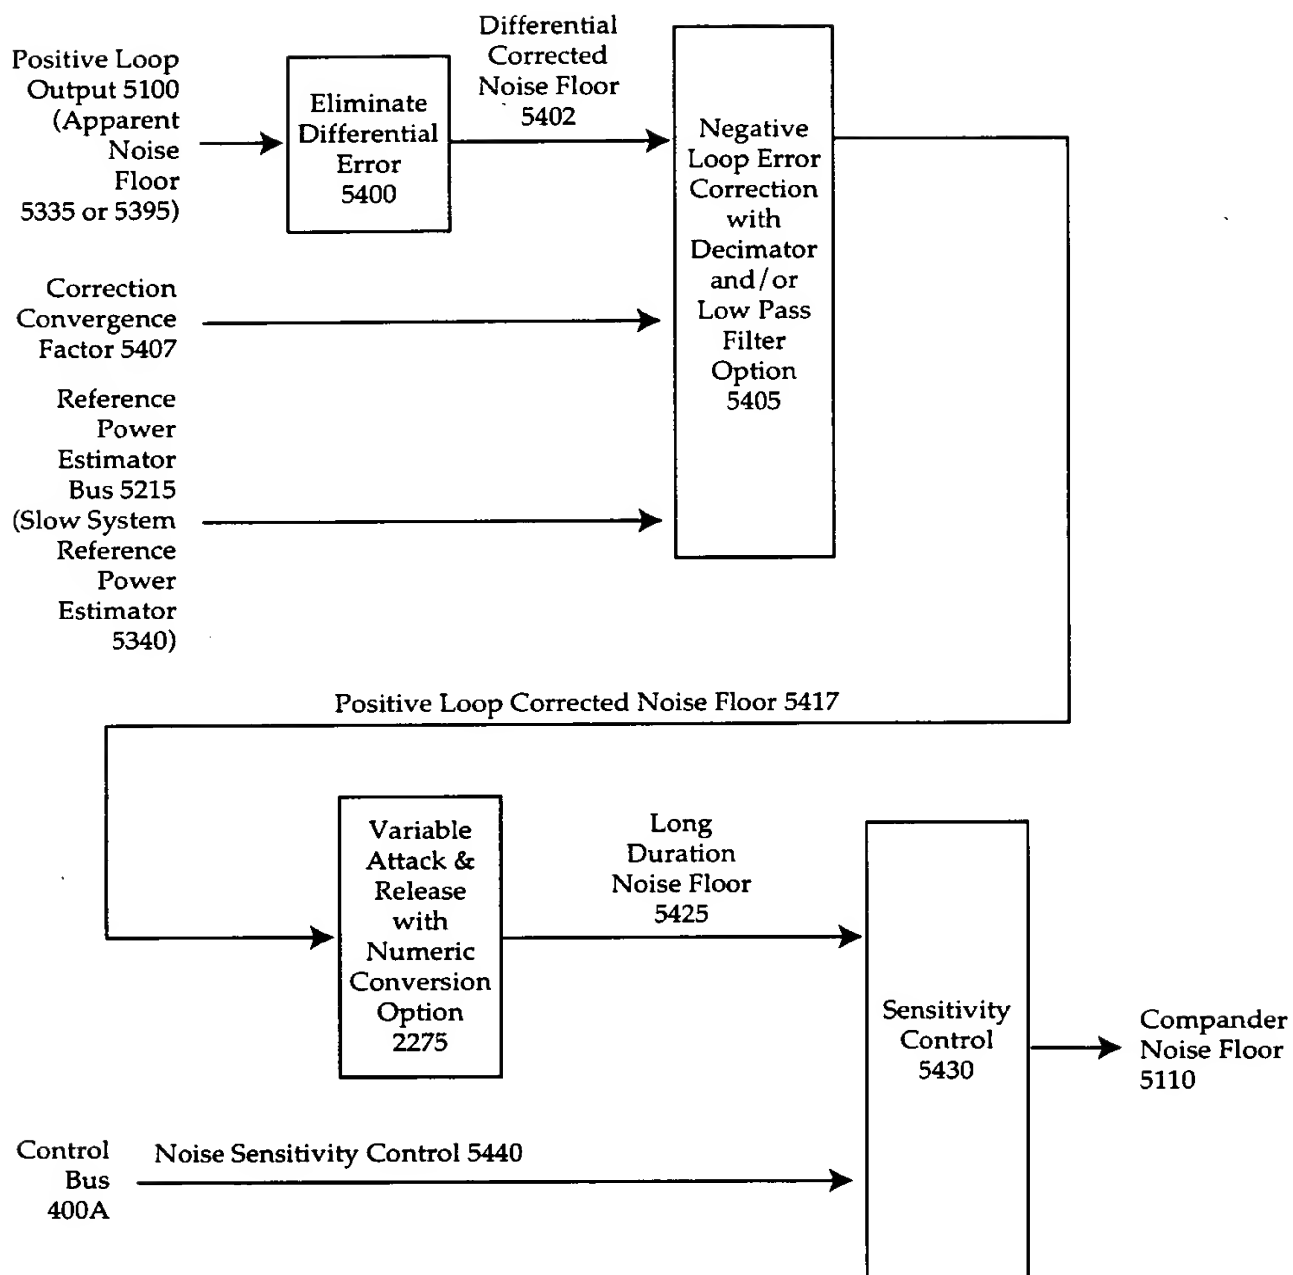 Positive Loop
Output 5100
(Apparent
Noise
Floor
5335 or 5395)
Eliminate
Differential
Error
5400
Differential
Corrected
Noise Floor
5402
Negative
Loop Error
Correction
with
Decimator
and/or
Low Pass
Filter
Option
5405
Correction
Convergence
Factor 5407
Reference
Power
Estimator
Bus 5215
(Slow System
Reference
Power
Estimator
5340)
Positive Loop Corrected Noise Floor 5417
Variable
Attack &
Release
with
Numeric
Conversion
Option
2275
Long
Duration
Noise Floor
5425
Sensitivity
Control
5430
Compander
Noise Floor
5110
Control
Bus
400A
Noise Sensitivity Control 5440